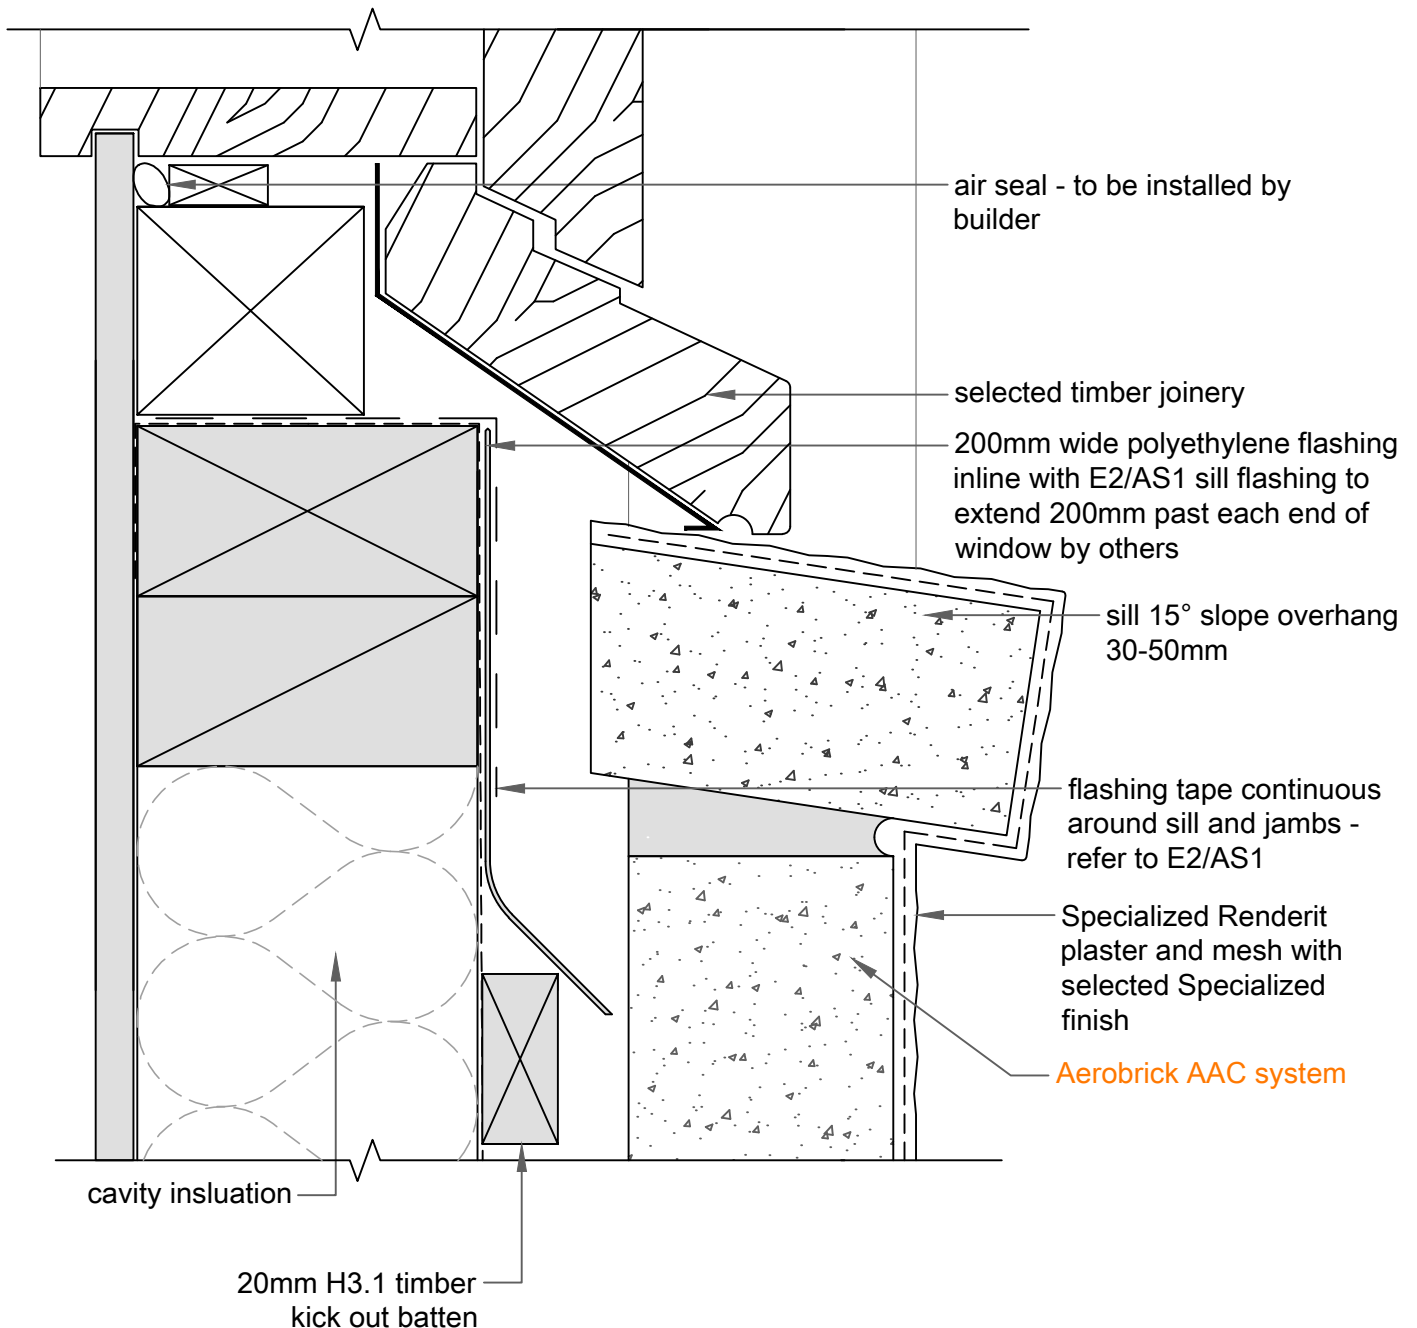 air seal - to be installed by
builder
selected timber joinery
200mm wide polyethylene flashing
inline with E2/AS1 sill flashing to
extend 200mm past each end of
window by others
sill 15° slope overhang
30-50mm
flashing tape continuous
around sill and jambs -
refer to E2/AS1
Specialized Renderit
plaster and mesh with
selected Specialized
finish
Aerobrick AAC system
cavity insluation
20mm H3.1 timber
kick out batten